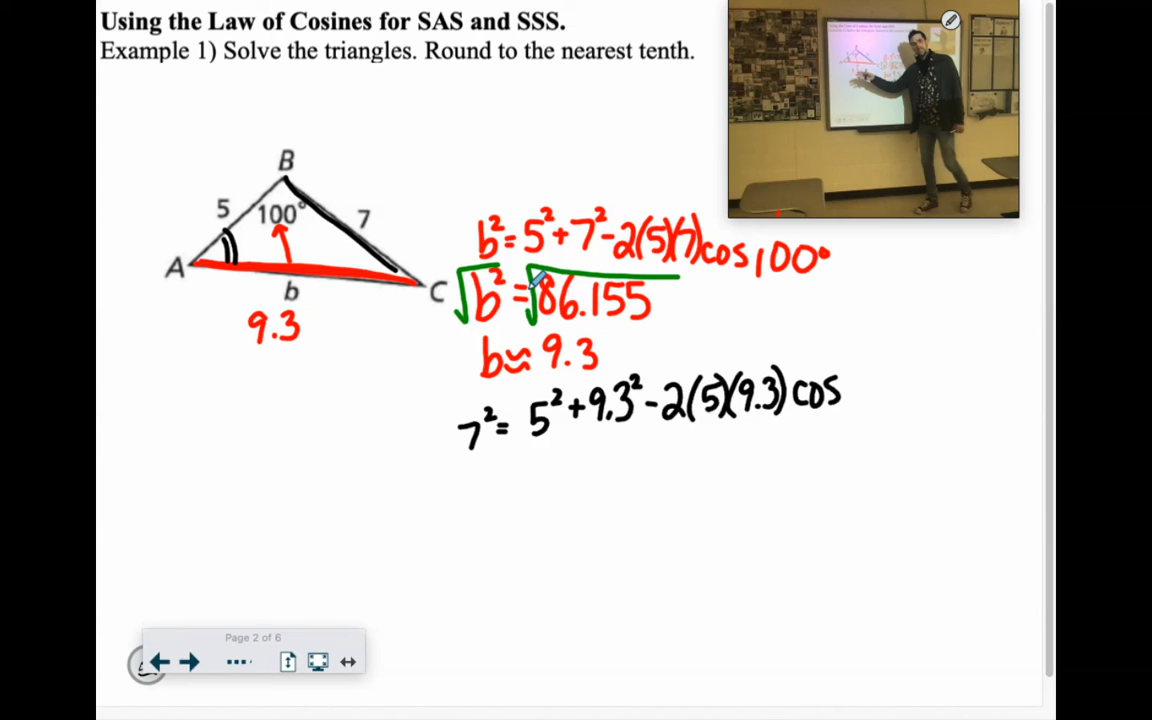 Using the Law of Cosines for SAS and SSS.
Example 1) Solve the triangles. Round to the nearest tenth.
B
5
100°
7
A
b
C
9.3
b² = 5² + 7² - 2(5)(7) cos 100°
√b² = √86.155
b ≈ 9.3
7² = 5² + 9.3² - 2(5)(9.3) cos
Page 2 of 6